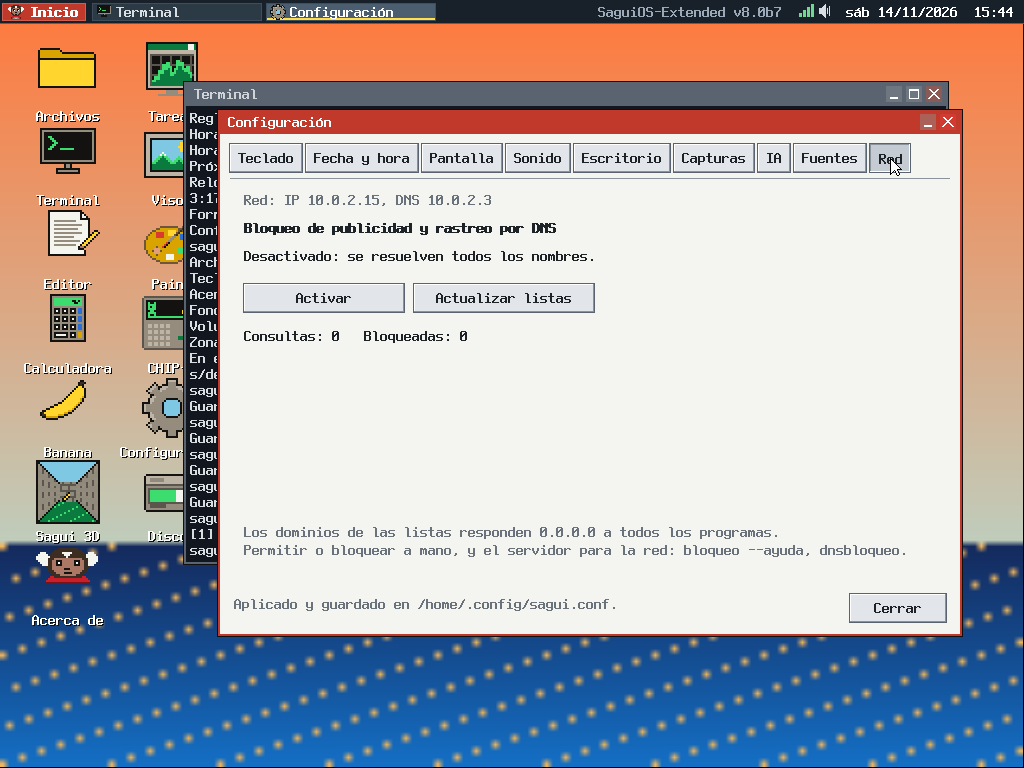 Inicio
Terminal
Configuración
SaguiOS-Extended v8.0b7
sáb 14/11/2026
15:44
Archivos
Terminal
Editor
Calculadora
Banana
Sagui 3D
Acerca de
Terminal
3:17
En e
s/de
[1]
Configuración
Teclado
Fecha y hora
Pantalla
Sonido
Escritorio
Capturas
IA
Fuentes
Red
Red: IP 10.0.2.15, DNS 10.0.2.3
Bloqueo de publicidad y rastreo por DNS
Desactivado: se resuelven todos los nombres.
Activar
Actualizar listas
Consultas: 0   Bloqueadas: 0
Los dominios de las listas responden 0.0.0.0 a todos los programas.
Permitir o bloquear a mano, y el servidor para la red: bloqueo --ayuda, dnsbloqueo.
Aplicado y guardado en /home/.config/sagui.conf.
Cerrar